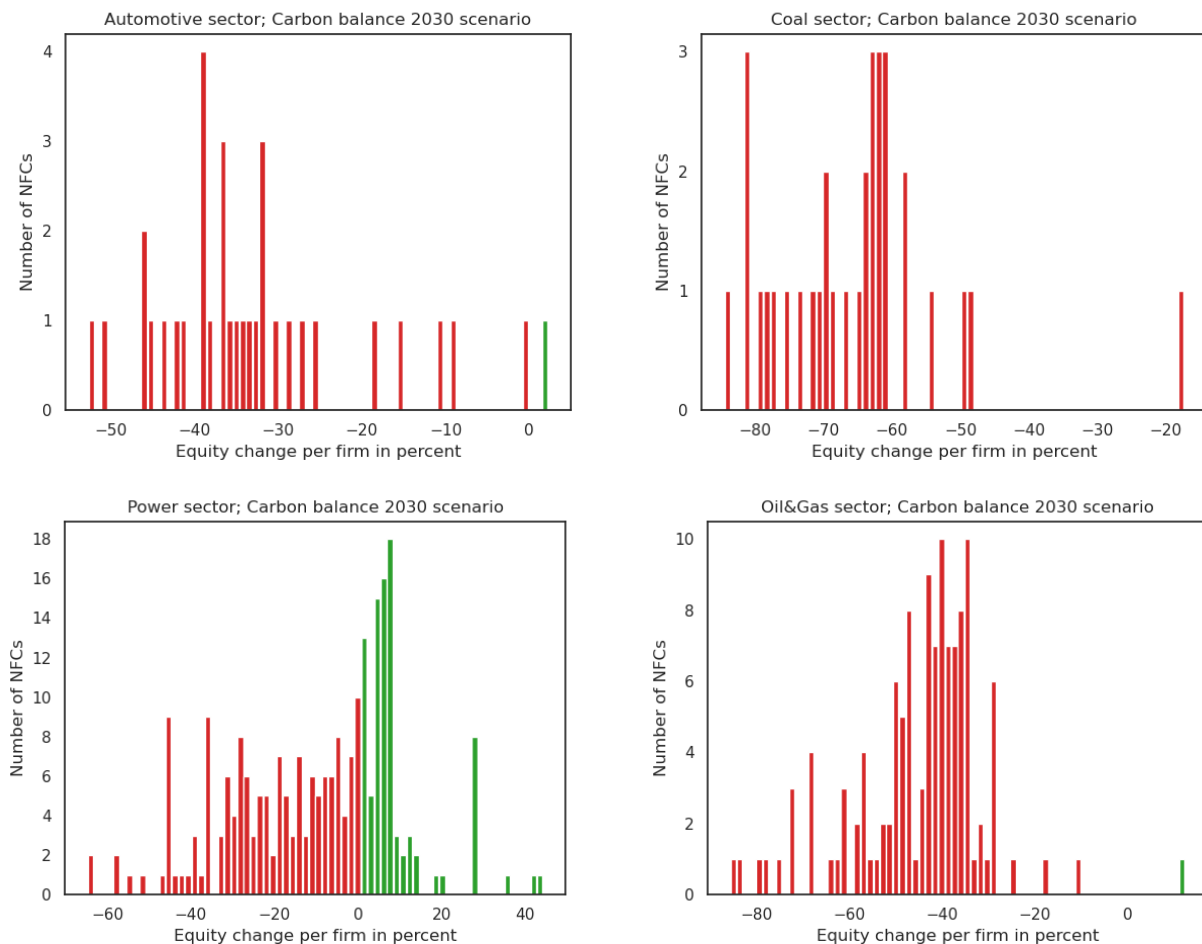 Automotive sector; Carbon balance 2030 scenario
4
3
2
1
0
Number of NFCs
−50 −40 −30 −20 −10 0
Equity change per firm in percent
Coal sector; Carbon balance 2030 scenario
3
2
1
0
Number of NFCs
−80 −70 −60 −50 −40 −30 −20
Equity change per firm in percent
Power sector; Carbon balance 2030 scenario
18
16
14
12
10
8
6
4
2
0
Number of NFCs
−60 −40 −20 0 20 40
Equity change per firm in percent
Oil&Gas sector; Carbon balance 2030 scenario
10
8
6
4
2
0
Number of NFCs
−80 −60 −40 −20 0
Equity change per firm in percent